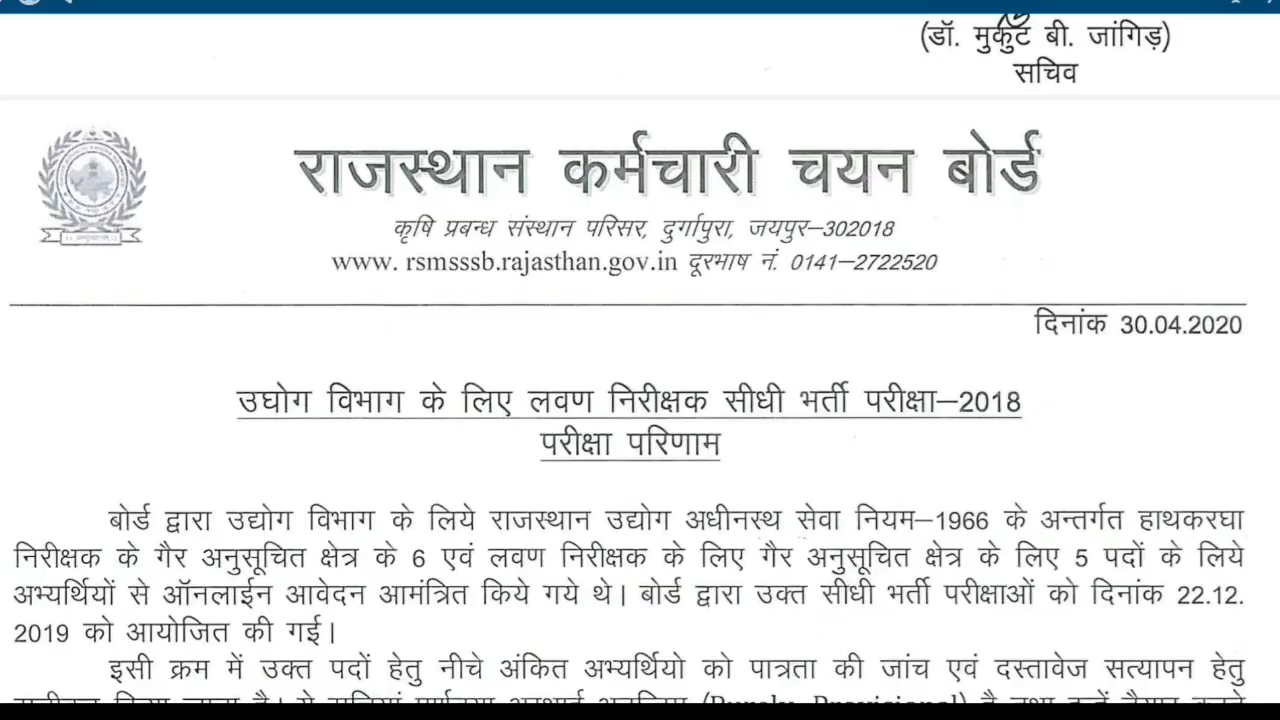 (डॉ. मुकुट बी. जांगिड़)
सचिव
राजस्थान कर्मचारी चयन बोर्ड
कृषि प्रबन्ध संस्थान परिसर, दुर्गापुरा, जयपुर–302018
www. rsmsssb.rajasthan.gov.in दूरभाष नं. 0141–2722520
दिनांक 30.04.2020
उघोग विभाग के लिए लवण निरीक्षक सीधी भर्ती परीक्षा–2018
परीक्षा परिणाम
बोर्ड द्वारा उद्योग विभाग के लिये राजस्थान उद्योग अधीनस्थ सेवा नियम–1966 के अन्तर्गत हाथकरघा
निरीक्षक के गैर अनुसूचित क्षेत्र के 6 एवं लवण निरीक्षक के लिए गैर अनुसूचित क्षेत्र के लिए 5 पदों के लिये
अभ्यर्थियों से ऑनलाईन आवेदन आमंत्रित किये गये थे। बोर्ड द्वारा उक्त सीधी भर्ती परीक्षाओं को दिनांक 22.12.
2019 को आयोजित की गई।
इसी क्रम में उक्त पदों हेतु नीचे अंकित अभ्यर्थियो को पात्रता की जांच एवं दस्तावेज सत्यापन हेतु
(Purely Provisional)